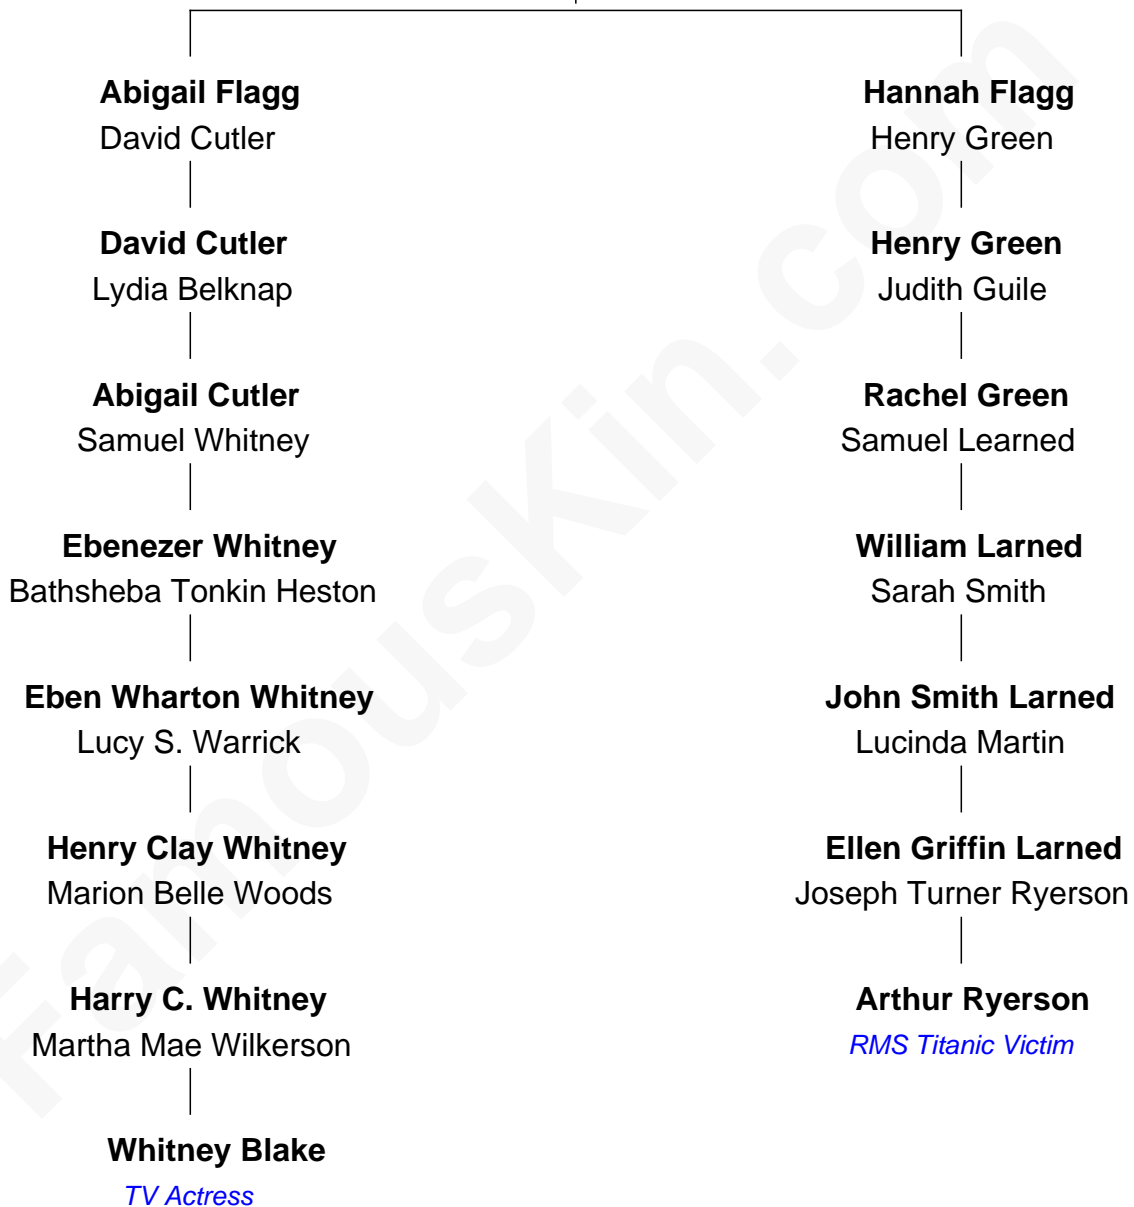 Abigail Flagg
David Cutler
Hannah Flagg
Henry Green
David Cutler
Lydia Belknap
Henry Green
Judith Guile
Abigail Cutler
Samuel Whitney
Rachel Green
Samuel Learned
Ebenezer Whitney
Bathsheba Tonkin Heston
William Larned
Sarah Smith
Eben Wharton Whitney
Lucy S. Warrick
John Smith Larned
Lucinda Martin
Henry Clay Whitney
Marion Belle Woods
Ellen Griffin Larned
Joseph Turner Ryerson
Harry C. Whitney
Martha Mae Wilkerson
Arthur Ryerson
RMS Titanic Victim
Whitney Blake
TV Actress
FamousKin.com